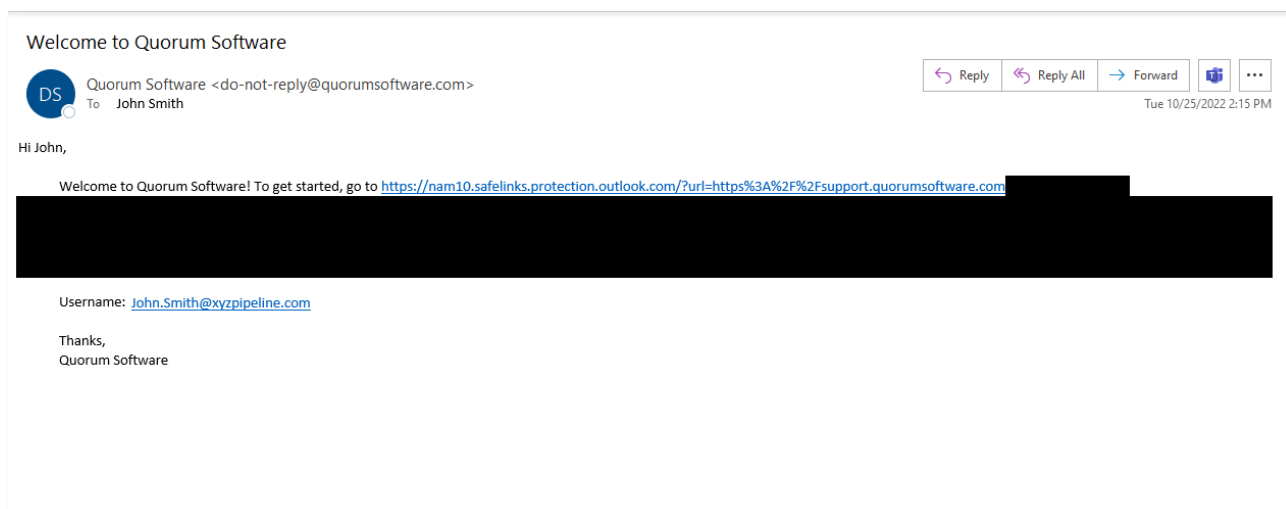 Welcome to Quorum Software
DS
Quorum Software <do-not-reply@quorumsoftware.com>
To John Smith
Reply
Reply All
Forward
Tue 10/25/2022 2:15 PM
Hi John,
Welcome to Quorum Software! To get started, go to https://nam10.safelinks.protection.outlook.com/?url=https%3A%2F%2Fsupport.quorumsoftware.com
Username: John.Smith@xyzpipeline.com
Thanks,
Quorum Software